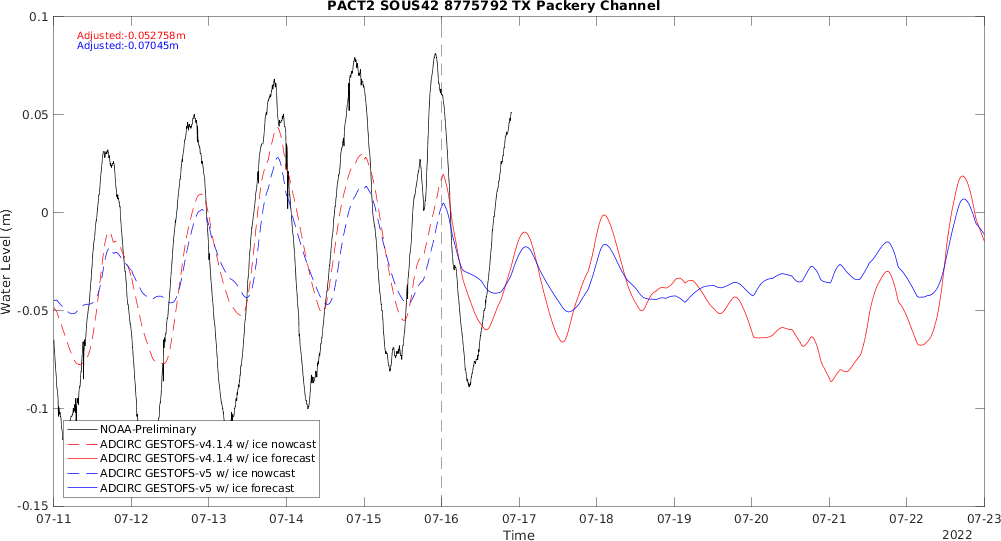 PACT2 SOUS42 8775792 TX Packery Channel
Adjusted:-0.052758m
Adjusted:-0.07045m
0.1
0.05
0
-0.05
-0.1
-0.15
Water Level (m)
NOAA-Preliminary
ADCIRC GESTOFS-v4.1.4 w/ ice nowcast
ADCIRC GESTOFS-v4.1.4 w/ ice forecast
ADCIRC GESTOFS-v5 w/ ice nowcast
ADCIRC GESTOFS-v5 w/ ice forecast
07-11 07-12 07-13 07-14 07-15 07-16 07-17 07-18 07-19 07-20 07-21 07-22 07-23
Time
2022